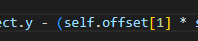 ect.y - (self.offset[1] * s